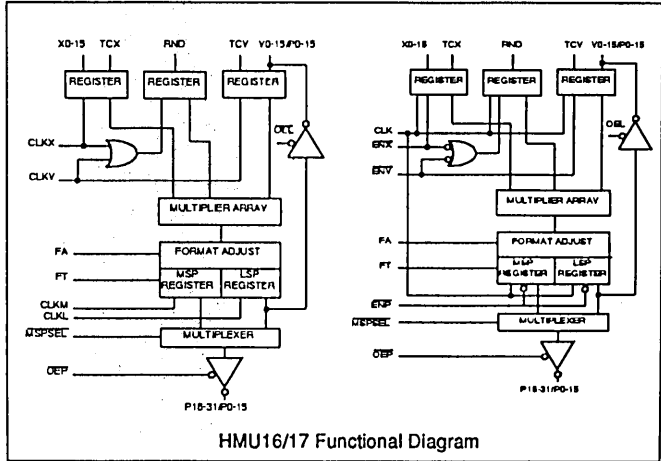 X0-15 TCX RND TCY Y0-15/P0-15
REGISTER REGISTER REGISTER
CLKX
OEL
CLKY
MULTIPLIER ARRAY
FA
FORMAT ADJUST
FT
MSP REGISTER
LSP REGISTER
CLKM
CLKL
MSPSEL
MULTIPLEXER
OEP
P16-31/P0-15
X0-15 TCX RND TCY Y0-15/P0-15
REGISTER REGISTER REGISTER
CLK
OEL
ENX
ENY
MULTIPLIER ARRAY
FA
FORMAT ADJUST
FT
MSP REGISTER
LSP REGISTER
ENP
MSPSEL
MULTIPLEXER
OEP
P16-31/P0-15
HMU16/17 Functional Diagram